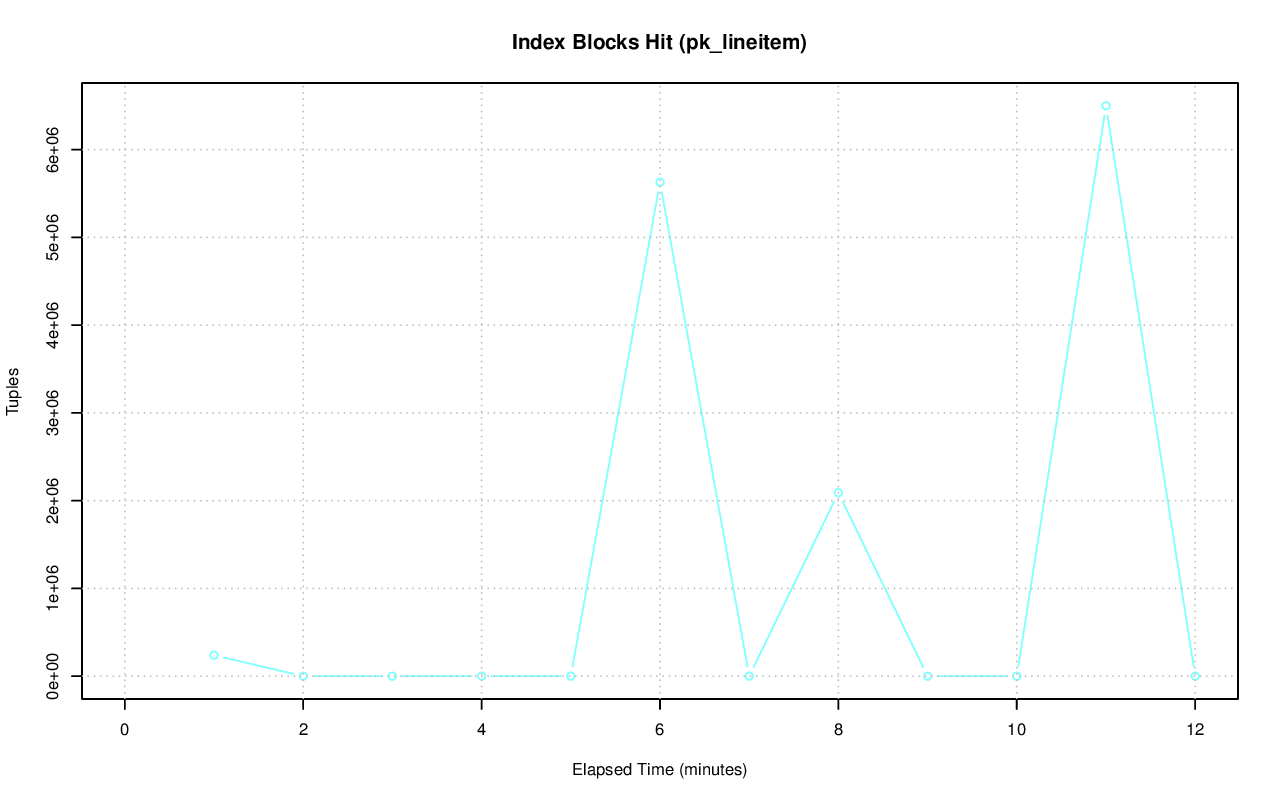 Index Blocks Hit (pk_lineitem)
Tuples
6e+06
5e+06
4e+06
3e+06
2e+06
1e+06
0e+00
0 2 4 6 8 10 12
Elapsed Time (minutes)